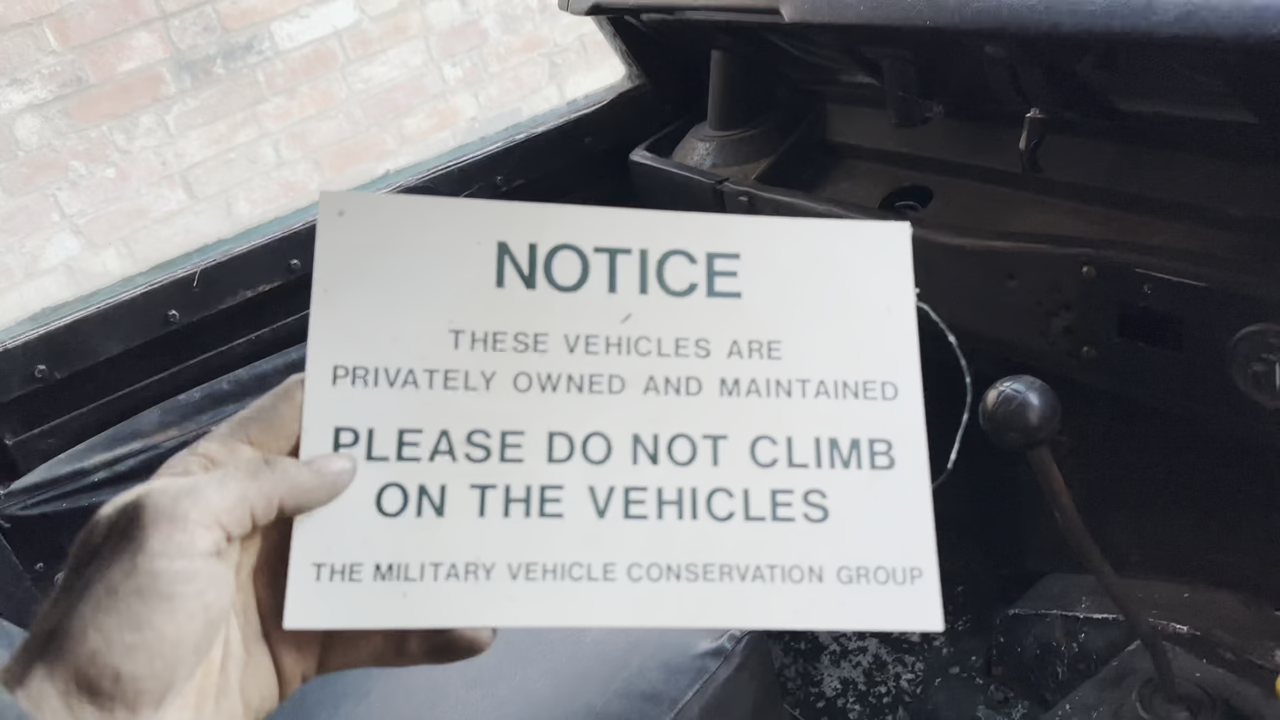 NOTICE
THESE VEHICLES ARE
PRIVATELY OWNED AND MAINTAINED
PLEASE DO NOT CLIMB
ON THE VEHICLES
THE MILITARY VEHICLE CONSERVATION GROUP